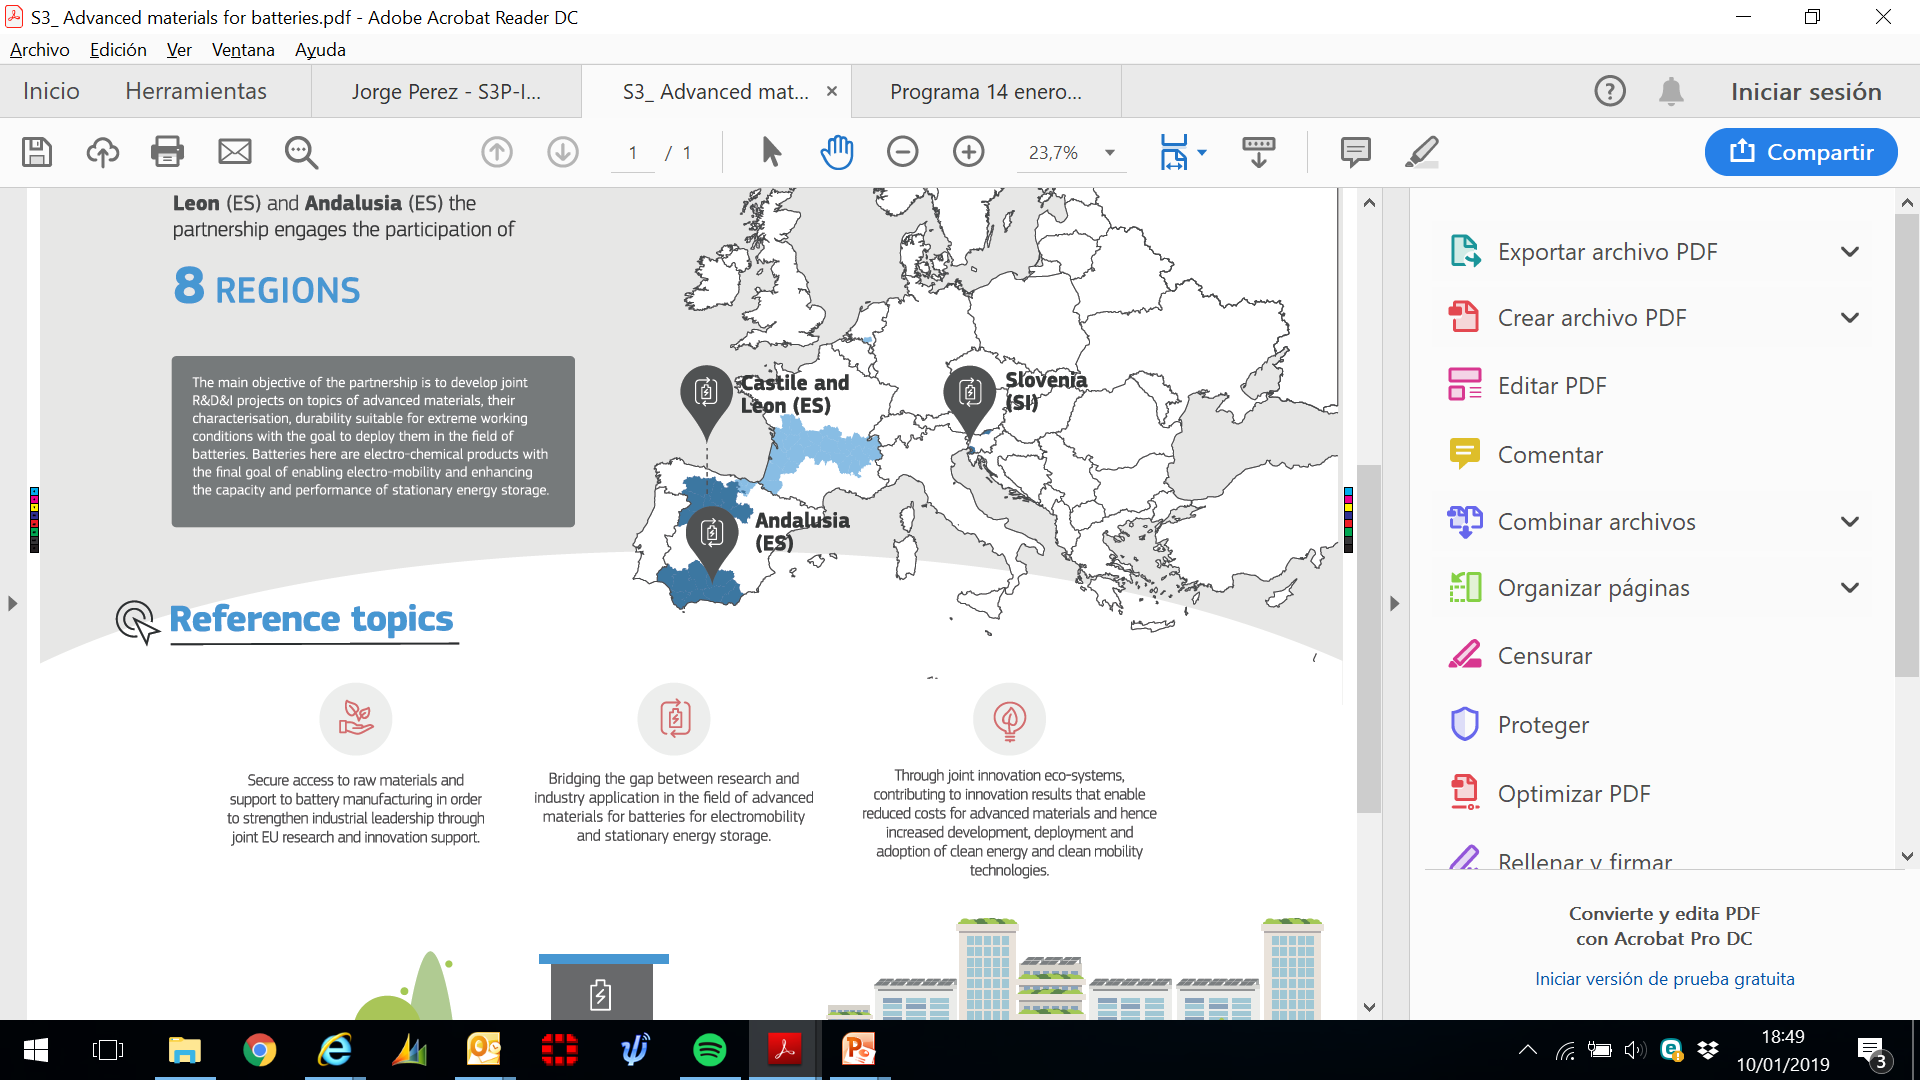 S3_ Advanced materials for batteries.pdf - Adobe Acrobat Reader DC
Archivo Edición Ver Ventana Ayuda
Inicio Herramientas Jorge Perez - S3P-I... S3_ Advanced mat... × Programa 14 enero... Iniciar sesión
1 / 1 23,7% Compartir
Leon (ES) and Andalusia (ES) the
partnership engages the participation of
8 REGIONS
The main objective of the partnership is to develop joint
R&D&I projects on topics of advanced materials, their
characterisation, durability suitable for extreme working
conditions with the goal to deploy them in the field of
batteries. Batteries here are electro-chemical products with
the final goal of enabling electro-mobility and enhancing
the capacity and performance of stationary energy storage.
Castile and
Leon (ES)
Slovenia
(SI)
Andalusia
(ES)
Reference topics
Secure access to raw materials and
support to battery manufacturing in order
to strengthen industrial leadership through
joint EU research and innovation support.
Bridging the gap between research and
industry application in the field of advanced
materials for batteries for electromobility
and stationary energy storage.
Through joint innovation eco-systems,
contributing to innovation results that enable
reduced costs for advanced materials and hence
increased development, deployment and
adoption of clean energy and clean mobility
technologies.
Exportar archivo PDF
Crear archivo PDF
Editar PDF
Comentar
Combinar archivos
Organizar páginas
Censurar
Proteger
Optimizar PDF
Rellenar y firmar
Convierte y edita PDF
con Acrobat Pro DC
Iniciar versión de prueba gratuita
18:49
10/01/2019
3